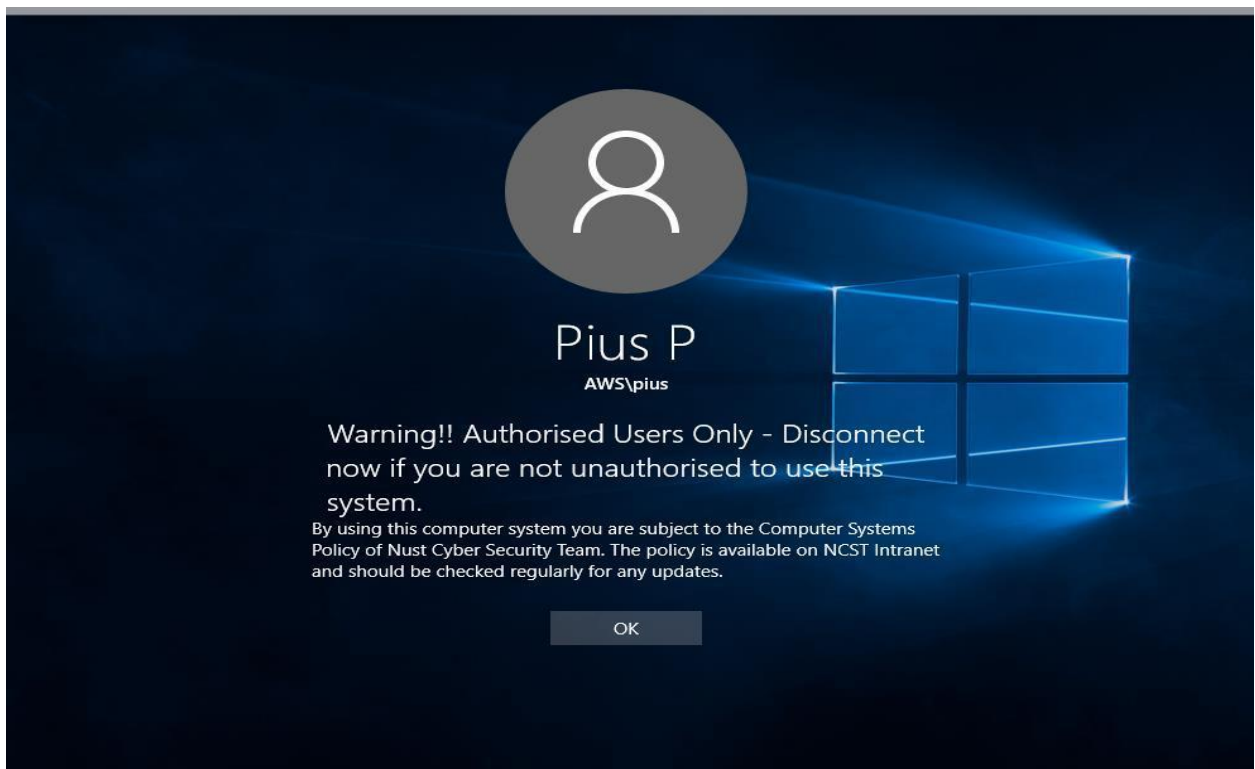 Pius P
AWS\pius
Warning!! Authorised Users Only - Disconnect
now if you are not unauthorised to use this
system.
By using this computer system you are subject to the Computer Systems
Policy of Nust Cyber Security Team. The policy is available on NCST Intranet
and should be checked regularly for any updates.
OK